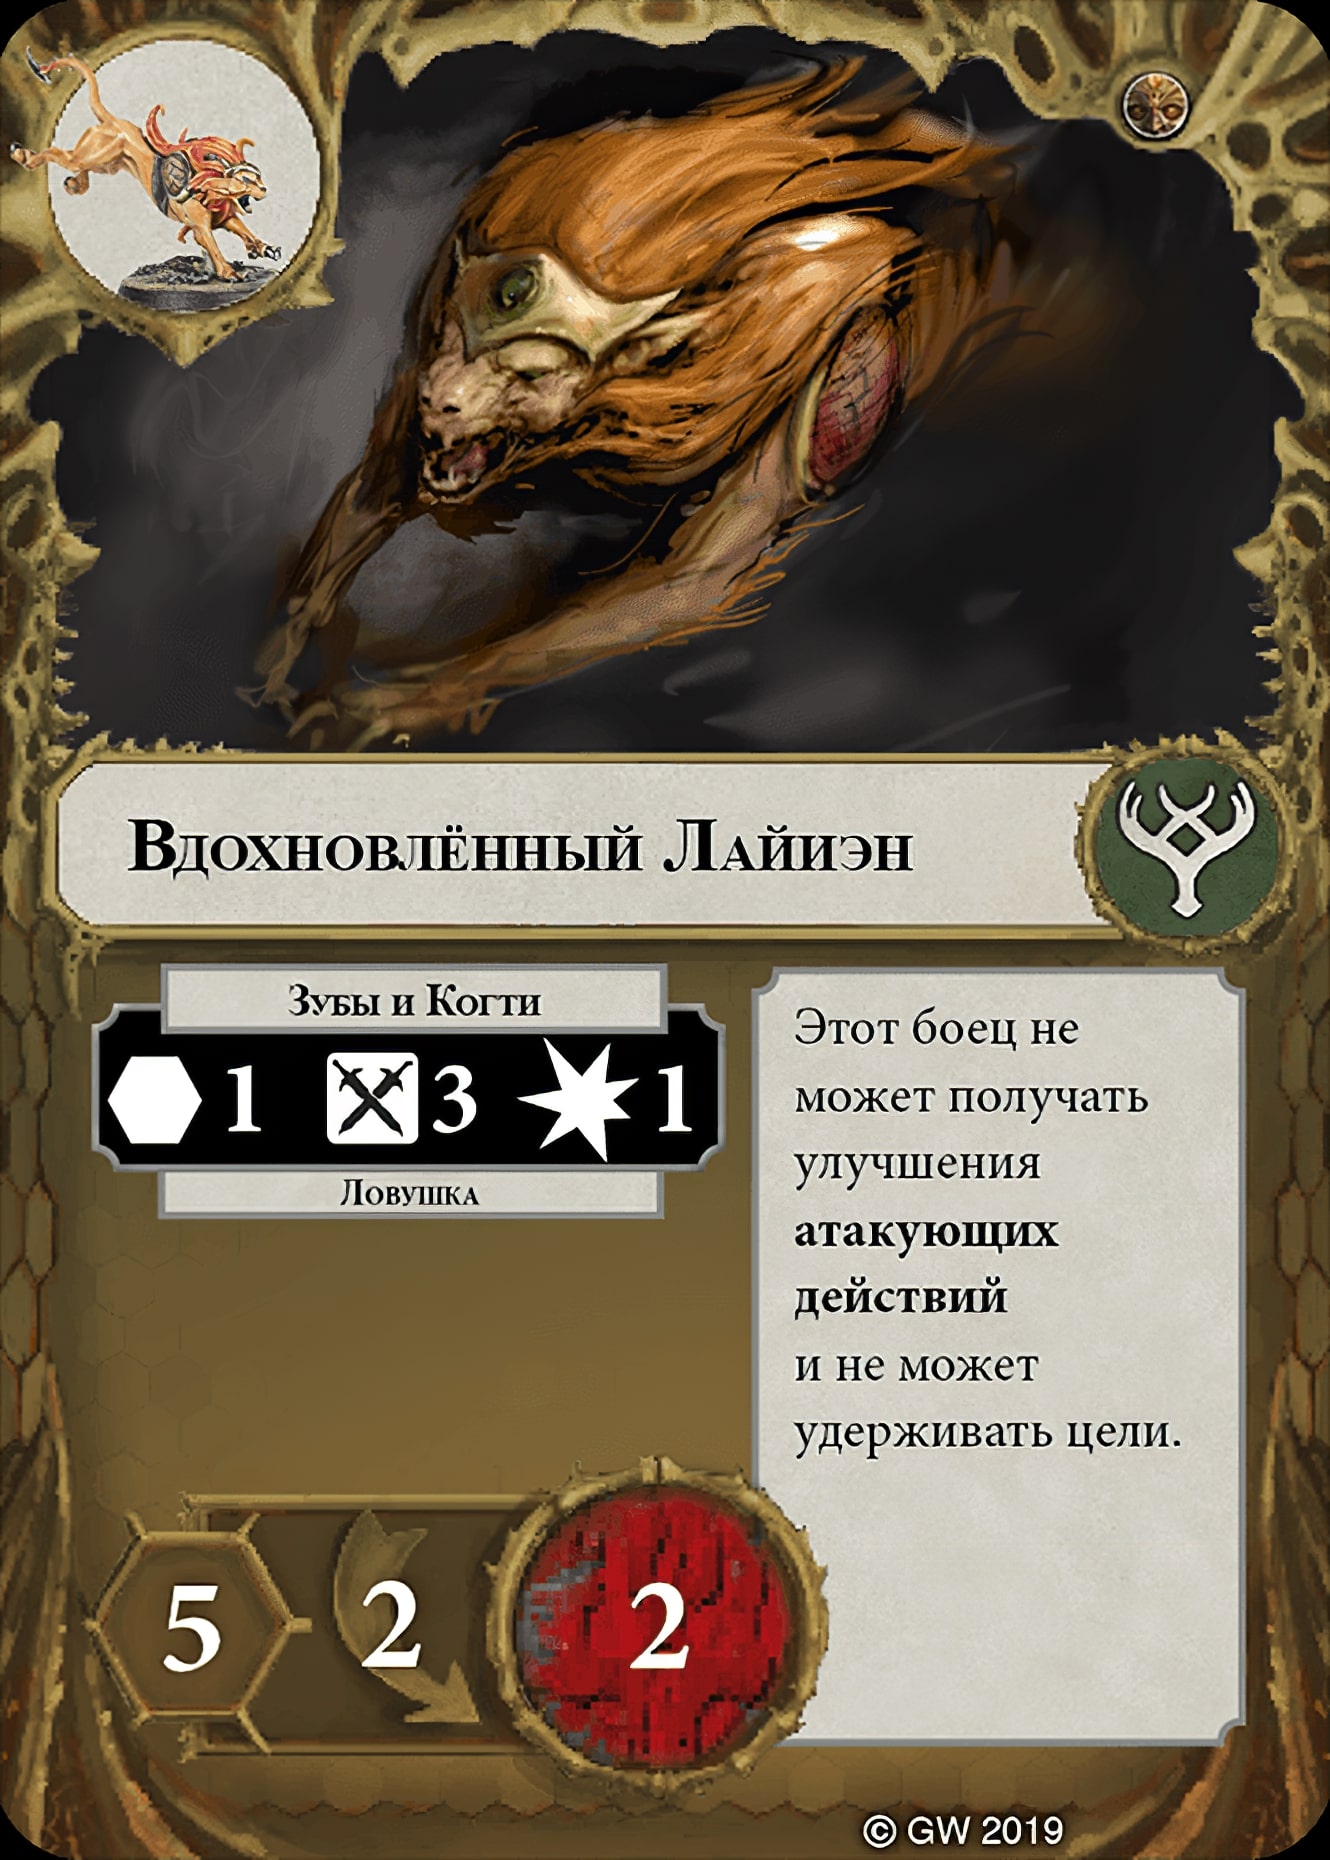 Вдохновлённый Лайиэн
Зубы и Когти
1 3 1
Ловушка
Этот боец не
может получать
улучшения
атакующих
действий
и не может
удерживать цели.
5 2 2
© GW 2019